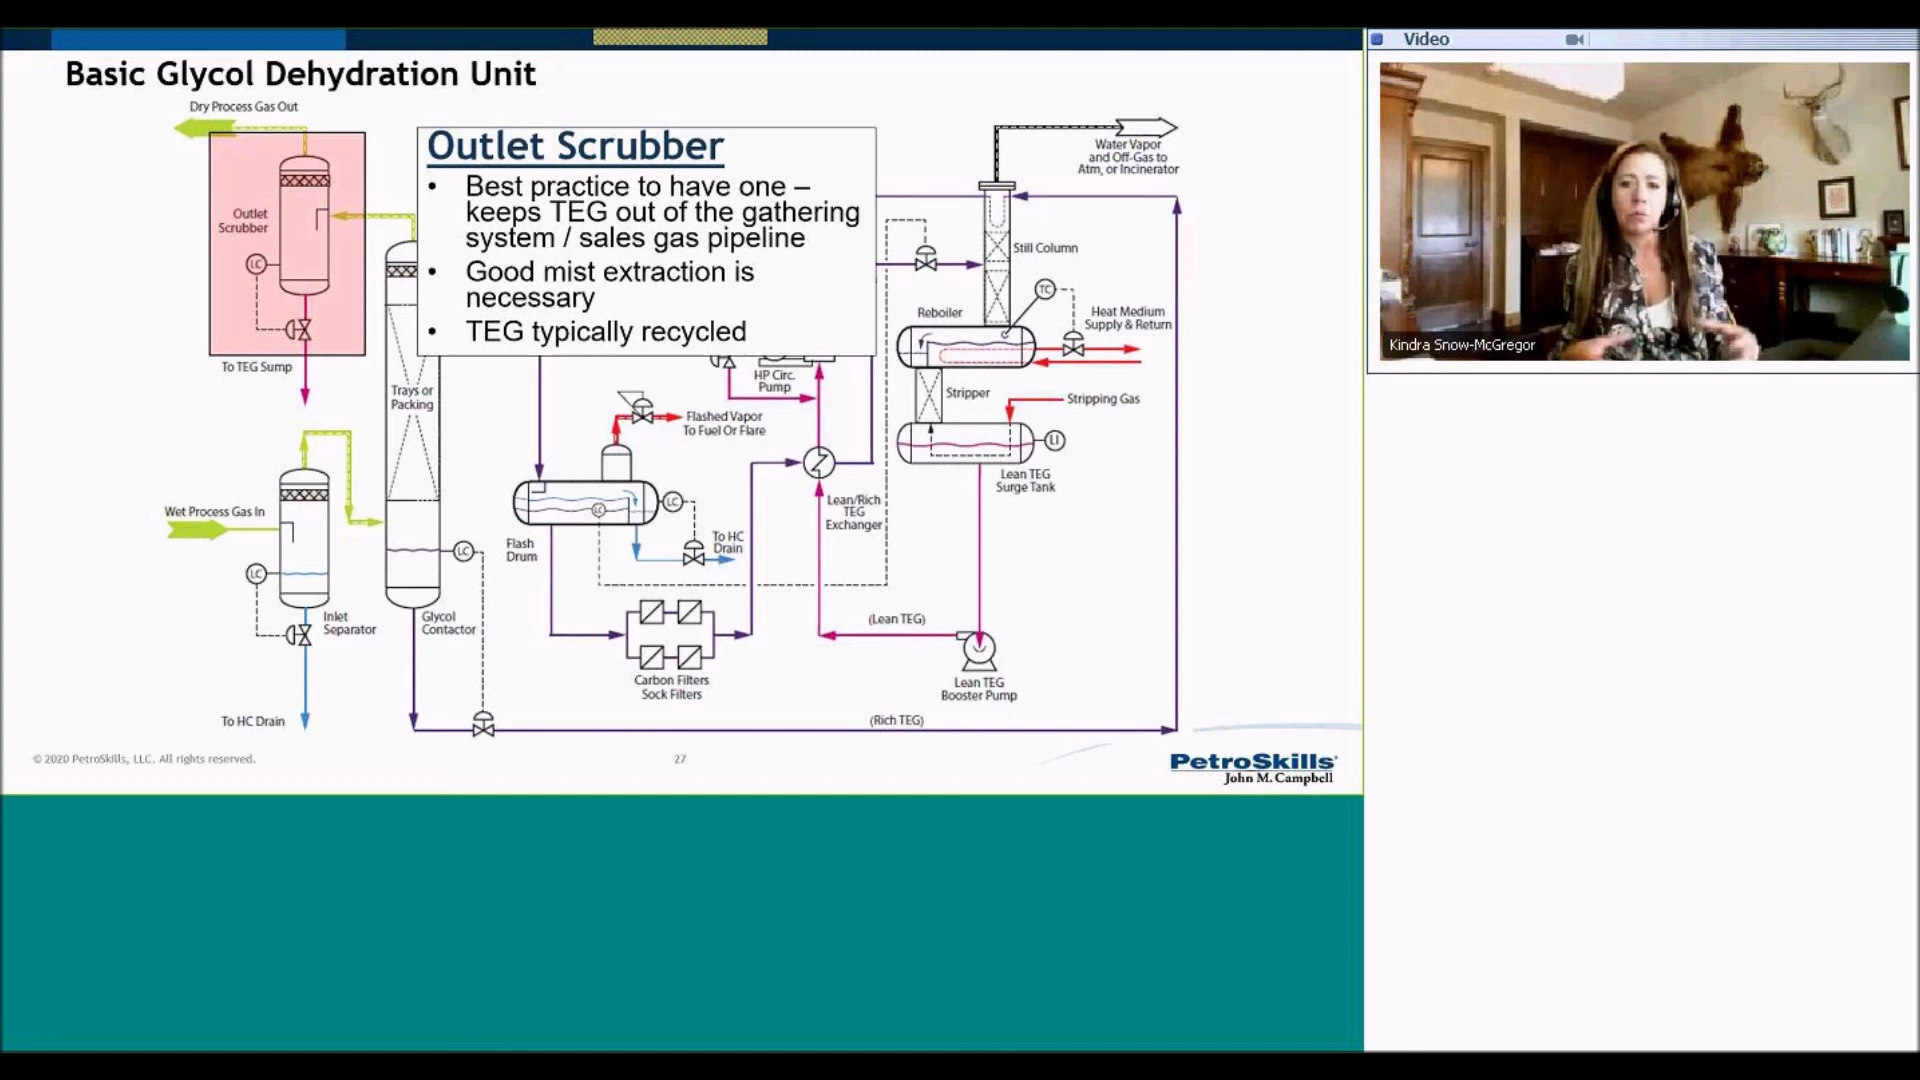 Video
Basic Glycol Dehydration Unit
Dry Process Gas Out
Outlet Scrubber
• Best practice to have one –
keeps TEG out of the gathering
system / sales gas pipeline
• Good mist extraction is
necessary
• TEG typically recycled
Water Vapor
and Off-Gas to
Atm, or Incinerator
Outlet
Scrubber
LC
Still Column
TC
Reboiler
Heat Medium
Supply & Return
To TEG Sump
HP Circ.
Pump
Trays or
Packing
Stripper
Stripping Gas
Flashed Vapor
To Fuel Or Flare
LI
Lean TEG
Surge Tank
Wet Process Gas In
LC
LC
Lean/Rich
TEG
Exchanger
Flash
Drum
To HC
Drain
LC
LC
Inlet
Separator
Glycol
Contactor
(Lean TEG)
Carbon Filters
Sock Filters
Lean TEG
Booster Pump
To HC Drain
(Rich TEG)
© 2020 PetroSkills, LLC. All rights reserved.
27
PetroSkills
John M. Campbell
Kindra Snow-McGregor